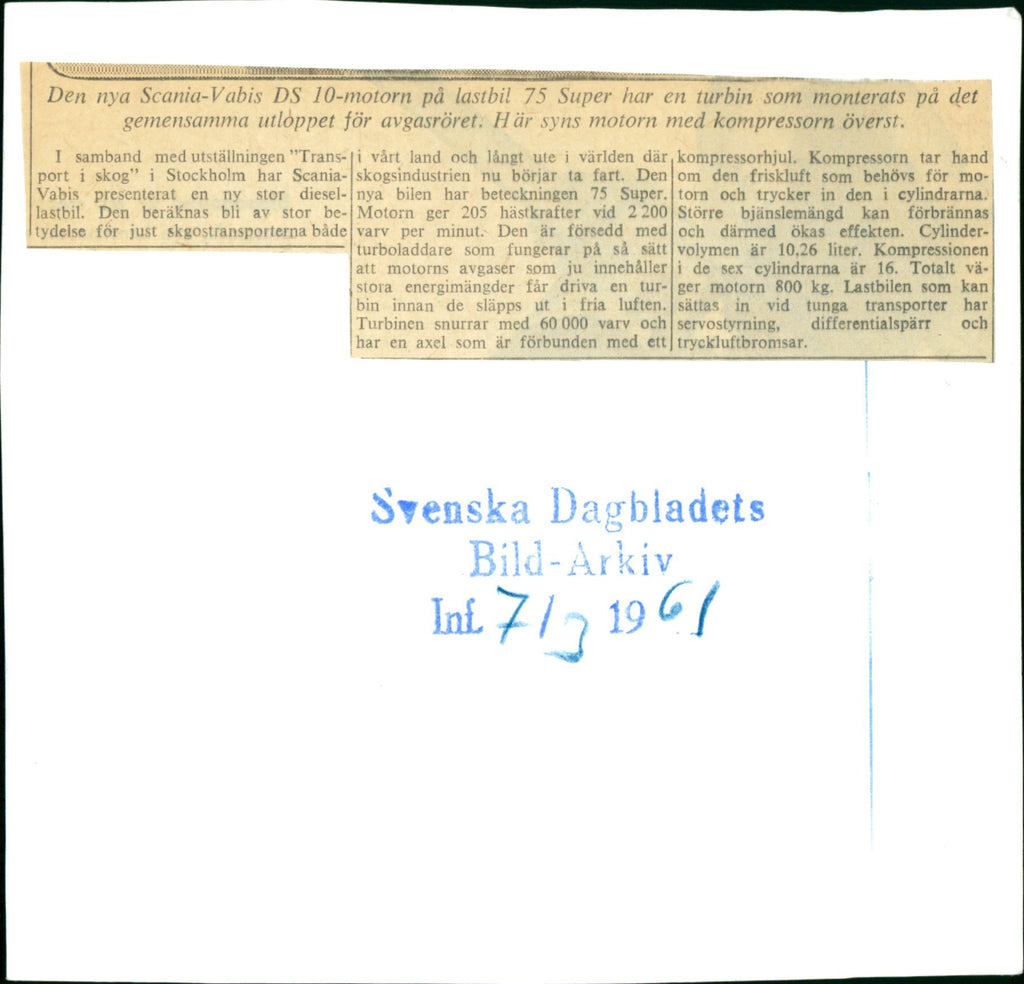 Den nya Scania-Vabis DS 10-motorn på lastbil 75 Super har en turbin som monterats på det
gemensamma utloppet för avgasröret. Här syns motorn med kompressorn överst.
I samband med utställningen "Trans-
port i skog" i Stockholm har Scania-
Vabis presenterat en ny stor diesel-
lastbil. Den beräknas bli av stor be-
tydelse för just skgostransporterna både
i vårt land och långt ute i världen där
skogsindustrien nu börjar ta fart. Den
nya bilen har beteckningen 75 Super.
Motorn ger 205 hästkrafter vid 2 200
varv per minut. Den är försedd med
turboladdare som fungerar på så sätt
att motorns avgaser som ju innehåller
stora energimängder får driva en tur-
bin innan de släpps ut i fria luften.
Turbinen snurrar med 60 000 varv och
har en axel som är förbunden med ett
kompressorhjul. Kompressorn tar hand
om den friskluft som behövs för mo-
torn och trycker in den i cylindrarna.
Större bjänslemängd kan förbrännas
och därmed ökas effekten. Cylinder-
volymen är 10,26 liter. Kompressionen
i de sex cylindrarna är 16. Totalt vä-
ger motorn 800 kg. Lastbilen som kan
sättas in vid tunga transporter har
servostyrning, differentialspärr och
tryckluftbromsar.
Svenska Dagbladets
Bild-Arkiv
Inf. 7/3 1961